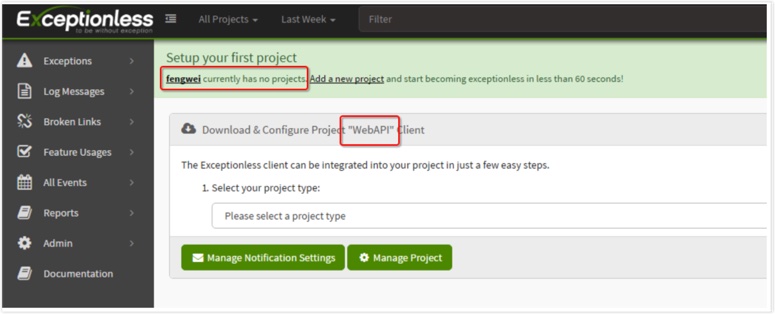 Exceptionless
to be without exception
All Projects
Last Week
Filter
Exceptions
Log Messages
Broken Links
Feature Usages
All Events
Reports
Admin
Documentation
Setup your first project
fengwei currently has no projects. Add a new project and start becoming exceptionless in less than 60 seconds!
Download & Configure Project "WebAPI" Client
The Exceptionless client can be integrated into your project in just a few easy steps.
1. Select your project type:
Please select a project type
Manage Notification Settings
Manage Project